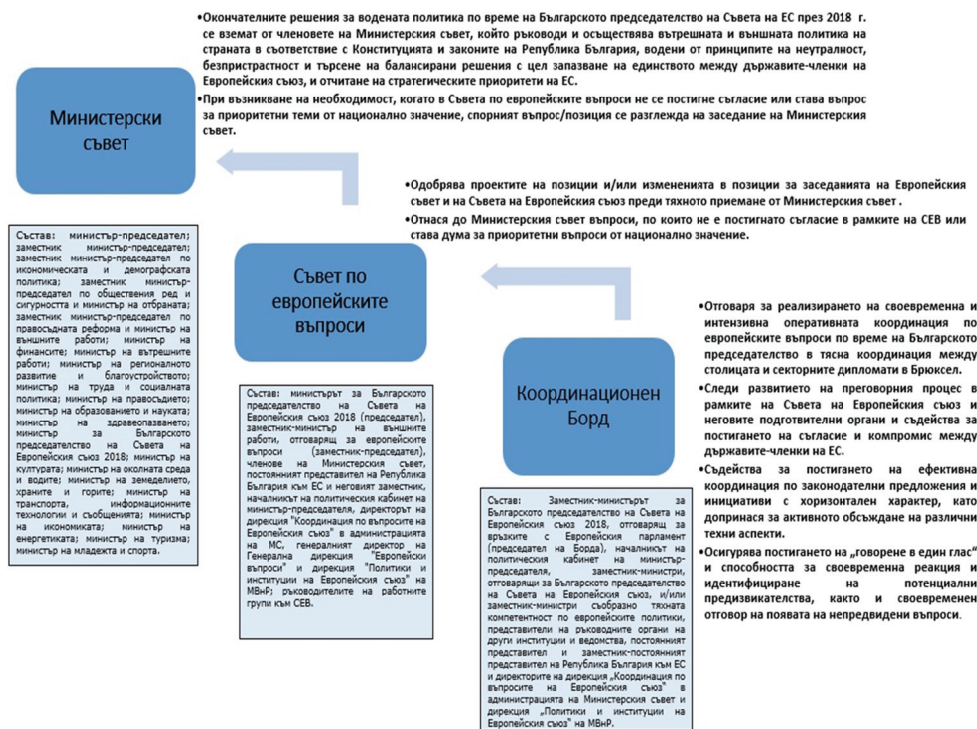 •Окончателните решения за водената политика по време на Българското председателство на Съвета на ЕС през 2018 г.
се вземат от членовете на Министерския съвет, който ръководи и осъществява вътрешната и външната политика на
страната в съответствие с Конституцията и законите на Република България, водени от принципите на неутралност,
безпристрастност и търсене на балансирани решения с цел запазване на единството между държавите-членки на
Европейския съюз, и отчитане на стратегическите приоритети на ЕС.
•При възникване на необходимост, когато в Съвета по европейските въпроси не се постигне съгласие или става въпрос
за приоритетни теми от национално значение, спорният въпрос/позиция се разглежда на заседание на Министерския
съвет.
Министерски
съвет
Състав: министър-председател;
заместник министър-председател;
заместник министър-председател по
икономическата и демографската
политика; заместник министър-
председател по обществения ред и
сигурността и министър на отбраната;
заместник министър-председател по
правосъдната реформа и министър на
външните работи; министър на
финансите; министър на вътрешните
работи; министър на регионалното
развитие и благоустройството;
министър на труда и социалната
политика; министър на правосъдието;
министър на образованието и науката;
министър на здравеопазването;
министър за Българското
председателство на Съвета на
Европейския съюз 2018; министър на
културата; министър на околната среда
и водите; министър на земеделието,
храните и горите; министър на
транспорта, информационните
технологии и съобщенията; министър
на икономиката; министър на
енергетиката; министър на туризма;
министър на младежта и спорта.
•Одобрява проектите на позиции и/или измененията в позиции за заседанията на Европейския
съвет и на Съвета на Европейския съюз преди тяхното приемане от Министерския съвет .
•Отнася до Министерския съвет въпроси, по които не е постигнато съгласие в рамките на СЕВ или
става дума за приоритетни въпроси от национално значение.
Съвет по
европейските
въпроси
Състав: министърът за Българското
председателство на Съвета на
Европейския съюз 2018 (председател),
заместник-министър на външните
работи, отговарящ за европейските
въпроси (заместник-председател),
членове на Министерския съвет,
постоянният представител на Република
България към ЕС и неговият заместник,
началникът на политическия кабинет на
министър-председателя, директорът на
дирекция "Координация по въпросите на
Европейския съюз" в администрацията
на МС, генералният директор на
Генерална дирекция "Европейски
въпроси" и дирекция "Политики и
институции на Европейския съюз" на
МВнР; ръководителите на работните
групи към СЕВ.
•Отговаря за реализирането на своевременна и
интензивна оперативната координация по
европейските въпроси по време на Българското
председателство в тясна координация между
столицата и секторните дипломати в Брюксел.
•Следи развитието на преговорния процес в
рамките на Съвета на Европейския съюз и
неговите подготвителни органи и съдейства за
постигането на съгласие и компромис между
държавите-членки на ЕС.
•Съдейства за постигането на ефективна
координация по законодателни предложения и
инициативи с хоризонтален характер, като
допринася за активното обсъждане на различни
техни аспекти.
•Осигурява постигането на „говорене в един глас“
и способността за своевременна реакция и
идентифициране на потенциални
предизвикателства, както и своевременен
отговор на появата на непредвидени въпроси.
Координационен
Борд
Състав: Заместник-министърът за
Българското председателство на Съвета на
Европейския съюз 2018, отговарящ за
връзките с Европейския парламент
(председател на Борда), началникът на
политическия кабинет на министър-
председателя, заместник-министри,
отговарящи за Българското председателство
на Съвета на Европейския съюз, и/или
заместник-министри съобразно тяхната
компетентност по европейските политики,
представители на ръководните органи на
други институции и ведомства, постоянният
представител и заместник-постоянният
представител на Република България към ЕС
и директорите на дирекция „Координация по
въпросите на Европейския съюз“ в
администрацията на Министерския съвет и
дирекция „Политики и институции на
Европейския съюз“ на МВнР.